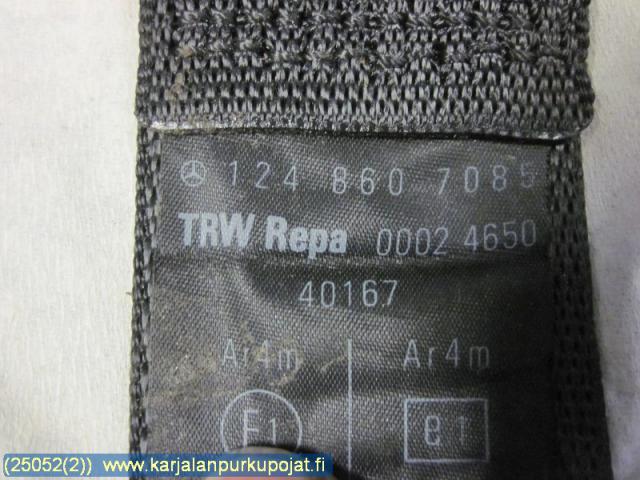 124 860 7085
TRW Repa 0002 4650
40167
Ar4m Ar4m
E1 e1
(25052(2)) www.karjalanpurkupojat.fi